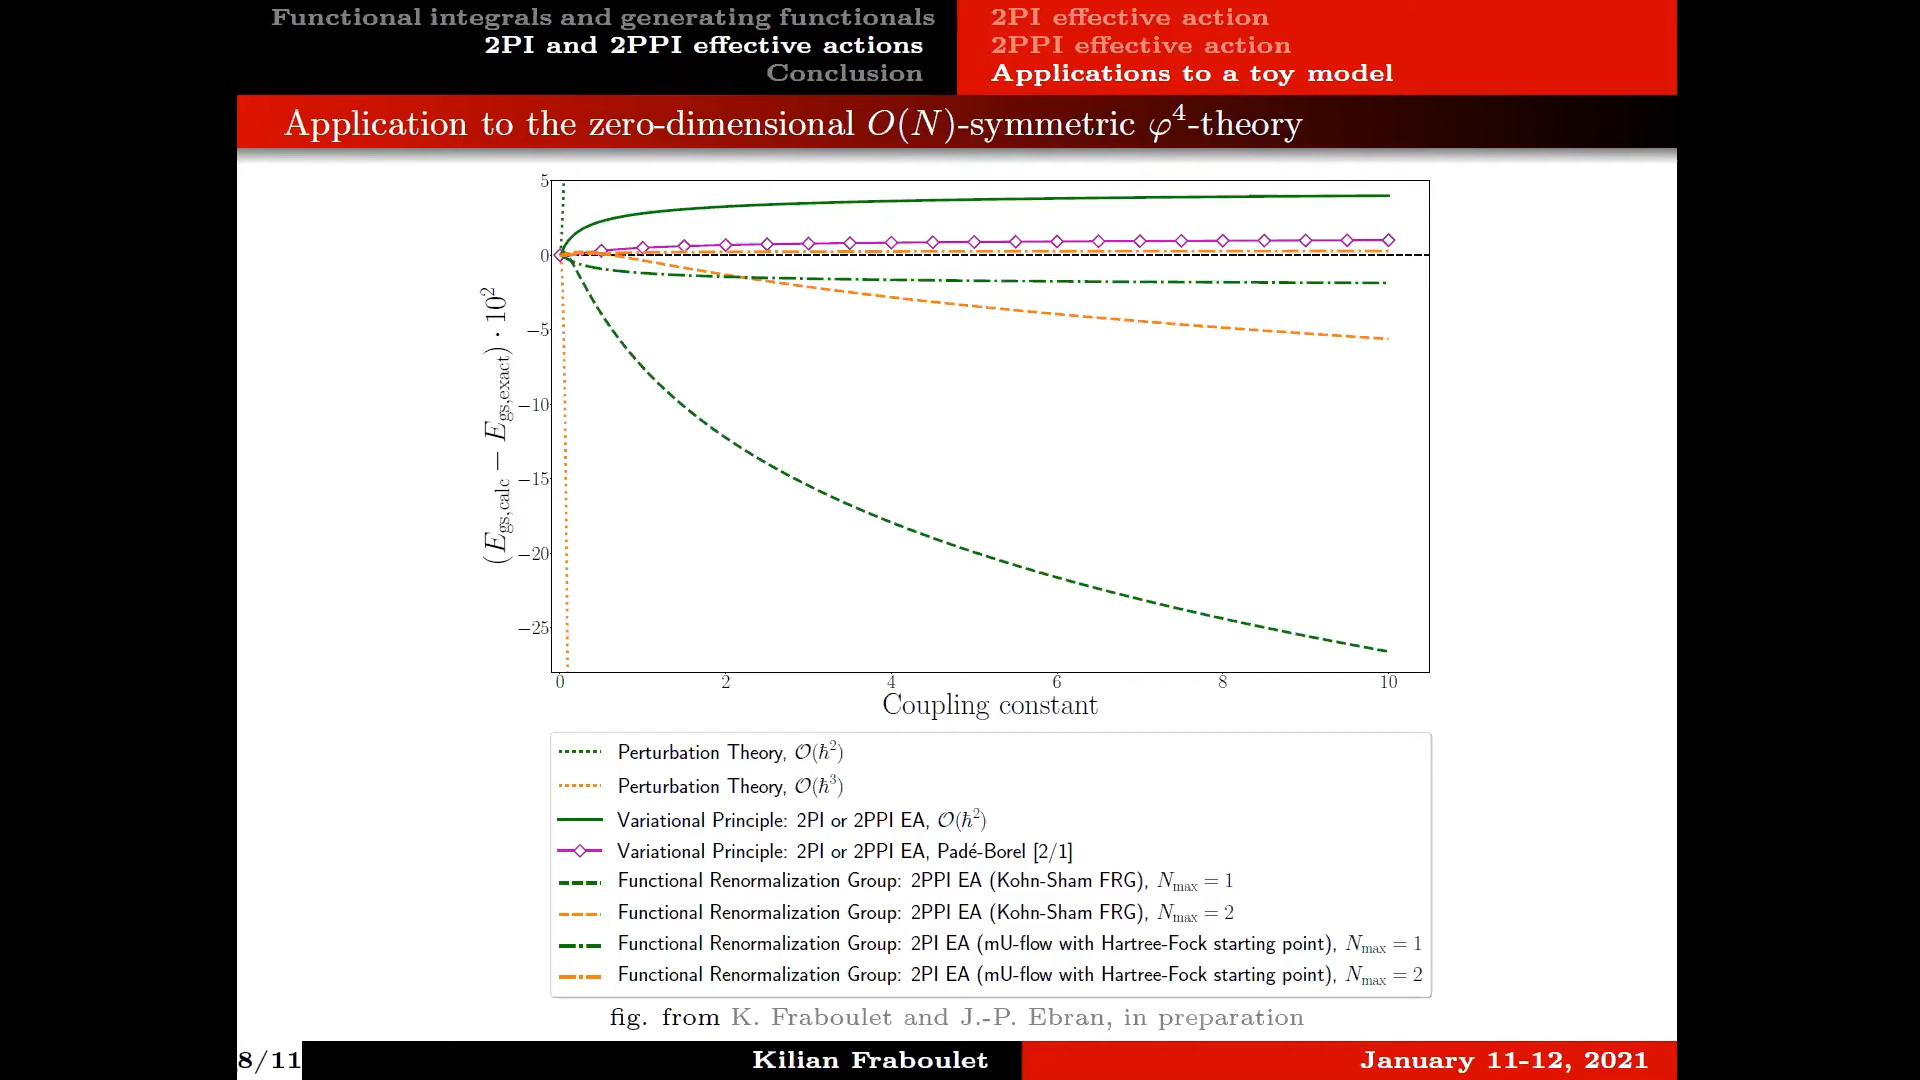 Functional integrals and generating functionals
2PI and 2PPI effective actions
Conclusion
2PI effective action
2PPI effective action
Applications to a toy model
Application to the zero-dimensional O(N)-symmetric φ⁴-theory
(E_gs,calc − E_gs,exact) · 10²
5
0
−5
−10
−15
−20
−25
0 2 4 6 8 10
Coupling constant
Perturbation Theory, 𝒪(ℏ²)
Perturbation Theory, 𝒪(ℏ³)
Variational Principle: 2PI or 2PPI EA, 𝒪(ℏ²)
Variational Principle: 2PI or 2PPI EA, Padé-Borel [2/1]
Functional Renormalization Group: 2PPI EA (Kohn-Sham FRG), N_max = 1
Functional Renormalization Group: 2PPI EA (Kohn-Sham FRG), N_max = 2
Functional Renormalization Group: 2PI EA (mU-flow with Hartree-Fock starting point), N_max = 1
Functional Renormalization Group: 2PI EA (mU-flow with Hartree-Fock starting point), N_max = 2
fig. from K. Fraboulet and J.-P. Ebran, in preparation
8/11 Kilian Fraboulet January 11-12, 2021